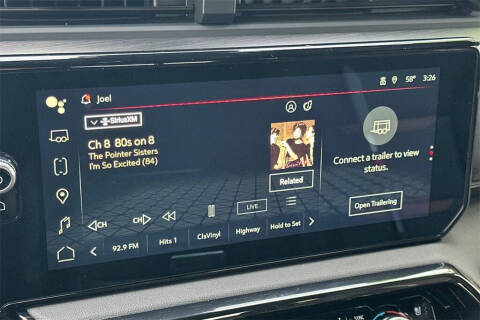 Joel
58° 3:26
SiriusXM
Ch 8 80s on 8
The Pointer Sisters
I'm So Excited (84)
Related
Connect a trailer to view
status.
Open Trailering
CH
CH
LIVE
92.9 FM
Hits 1
ClsVinyl
Highway
Hold to Set
SYNC